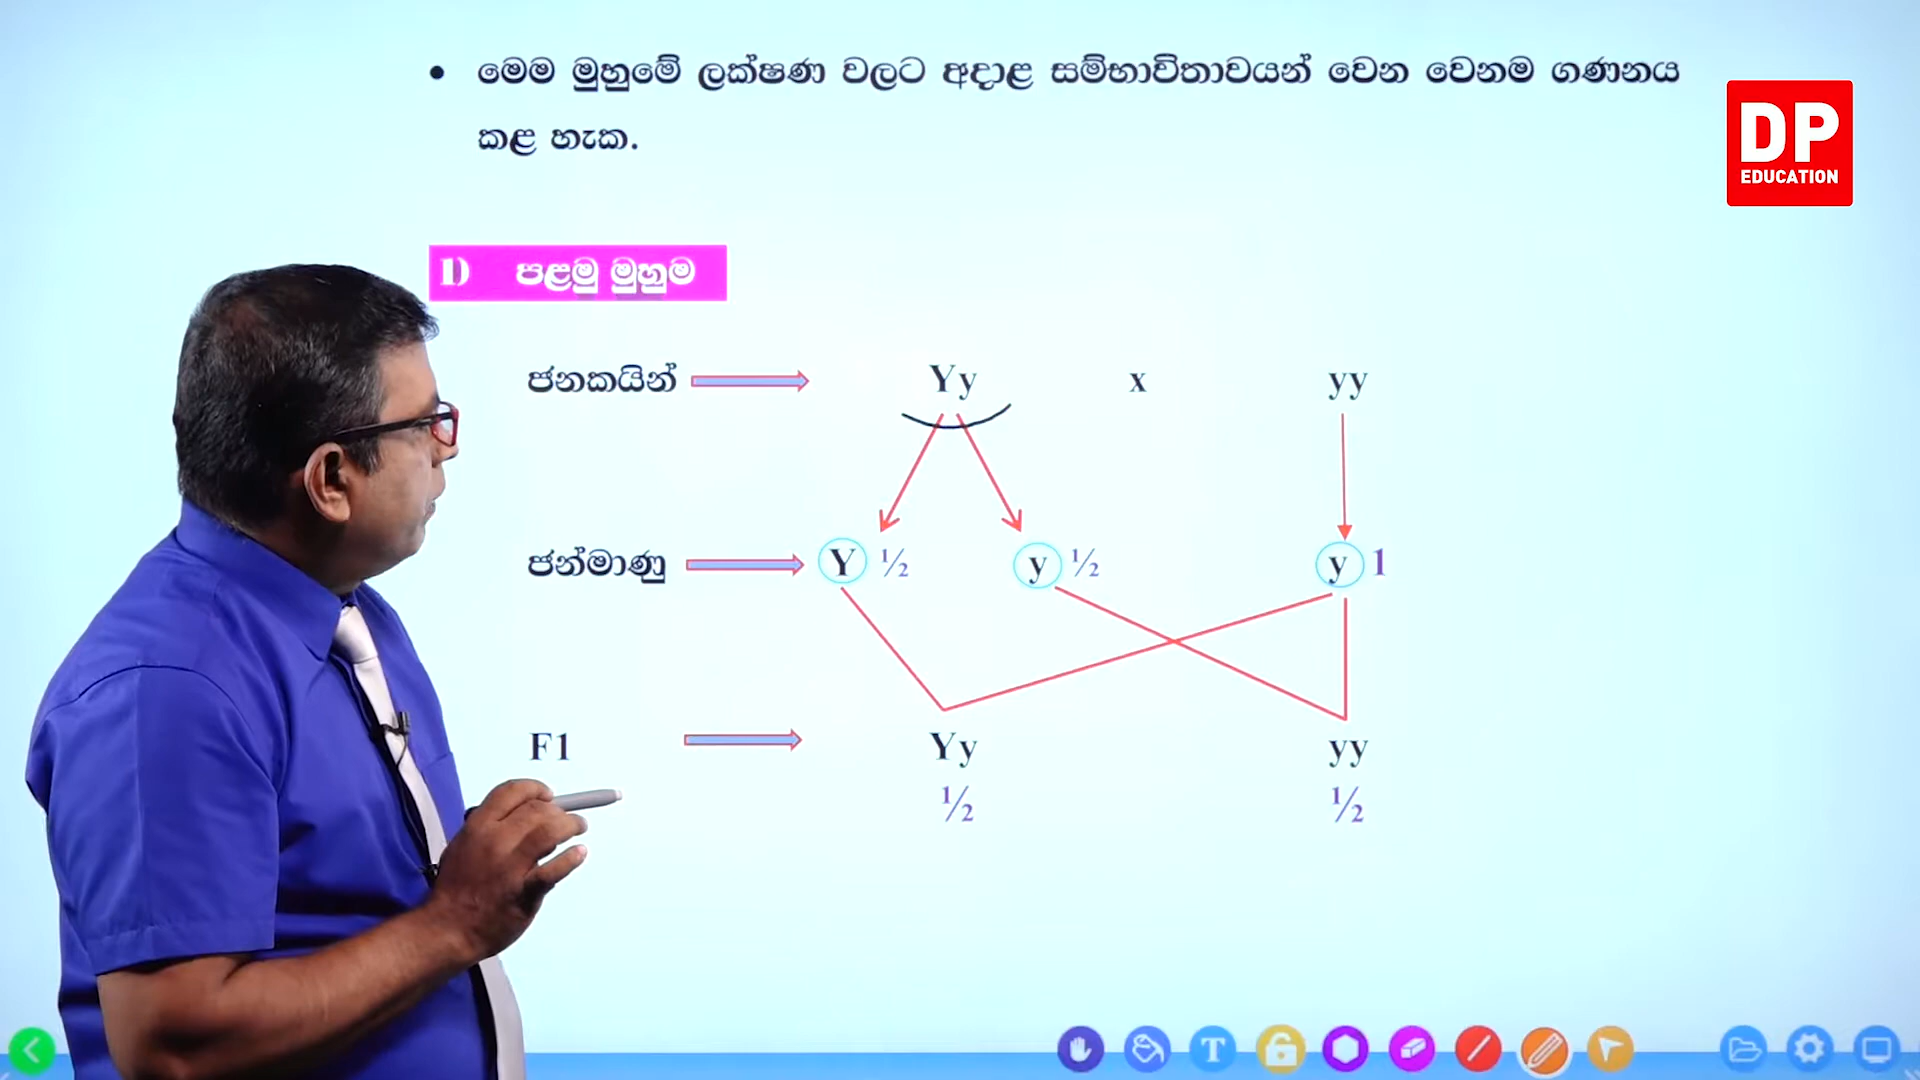 • මෙම මුහුමේ ලක්ෂණ වලට අදාළ සම්භාවිතාවයන් වෙන වෙනම ගණනය
කළ හැක.
DP
EDUCATION
1) පළමු මුහුම
ජනකයින් Yy x yy
ජන්මාණු Y ½ y ½ y 1
F1 Yy yy
½ ½
T